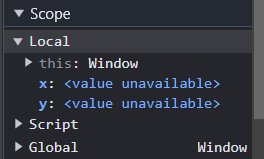 Scope
Local
this: Window
x: <value unavailable>
y: <value unavailable>
Script
Global Window